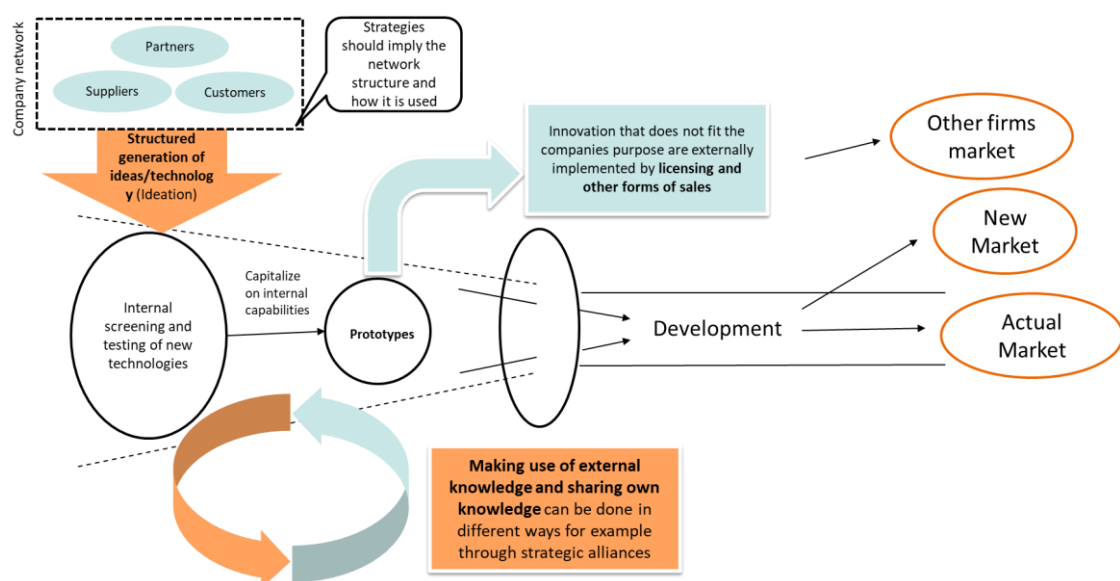 Company network
Partners
Suppliers
Customers
Strategies
should imply the
network
structure and
how it is used
Structured
generation of
ideas/technolog
y (Ideation)
Innovation that does not fit the
companies purpose are externally
implemented by licensing and
other forms of sales
Other firms
market
New
Market
Actual
Market
Internal
screening and
testing of new
technologies
Capitalize
on internal
capabilities
Prototypes
Development
Making use of external
knowledge and sharing own
knowledge can be done in
different ways for example
through strategic alliances